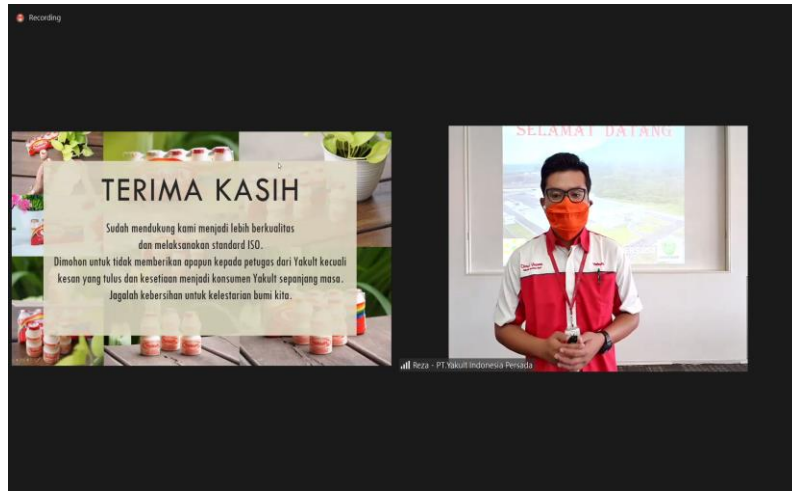 Recording
TERIMA KASIH
Sudah mendukung kami menjadi lebih berkualitas
dan melaksanakan standard ISO.
Dimohon untuk tidak memberikan apapun kepada petugas dari Yakult kecuali
kesan yang tulus dan kesetiaan menjadi konsumen Yakult sepanjang masa.
Jagalah kebersihan untuk kelestarian bumi kita.
SELAMAT DATANG
Reza - PT.Yakult Indonesia Persada